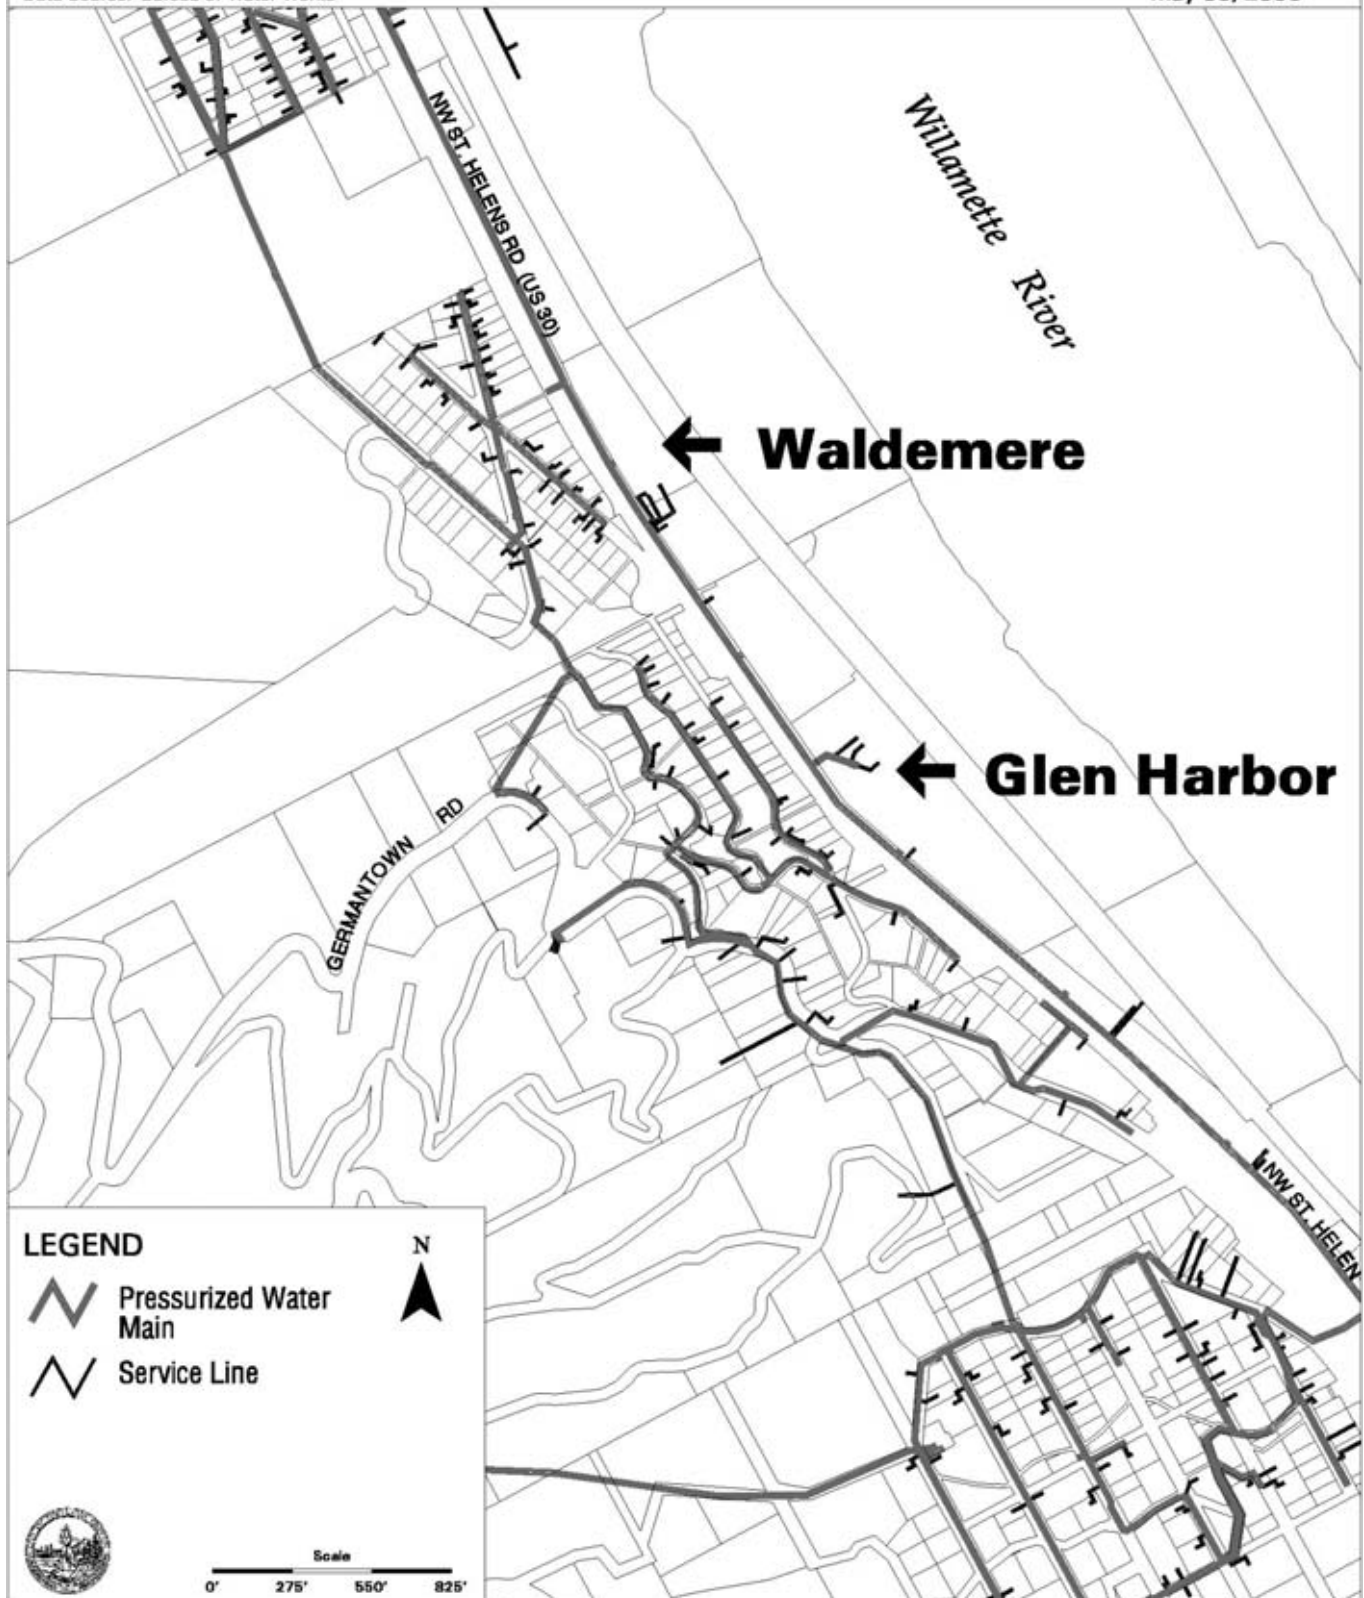 NW ST. HELENS RD (US 30)
Willamette
River
Waldemere
Glen Harbor
GERMANTOWN RD
NW ST. HELEN
LEGEND
N
Pressurized Water
Main
Service Line
Scale
0' 275' 550' 825'